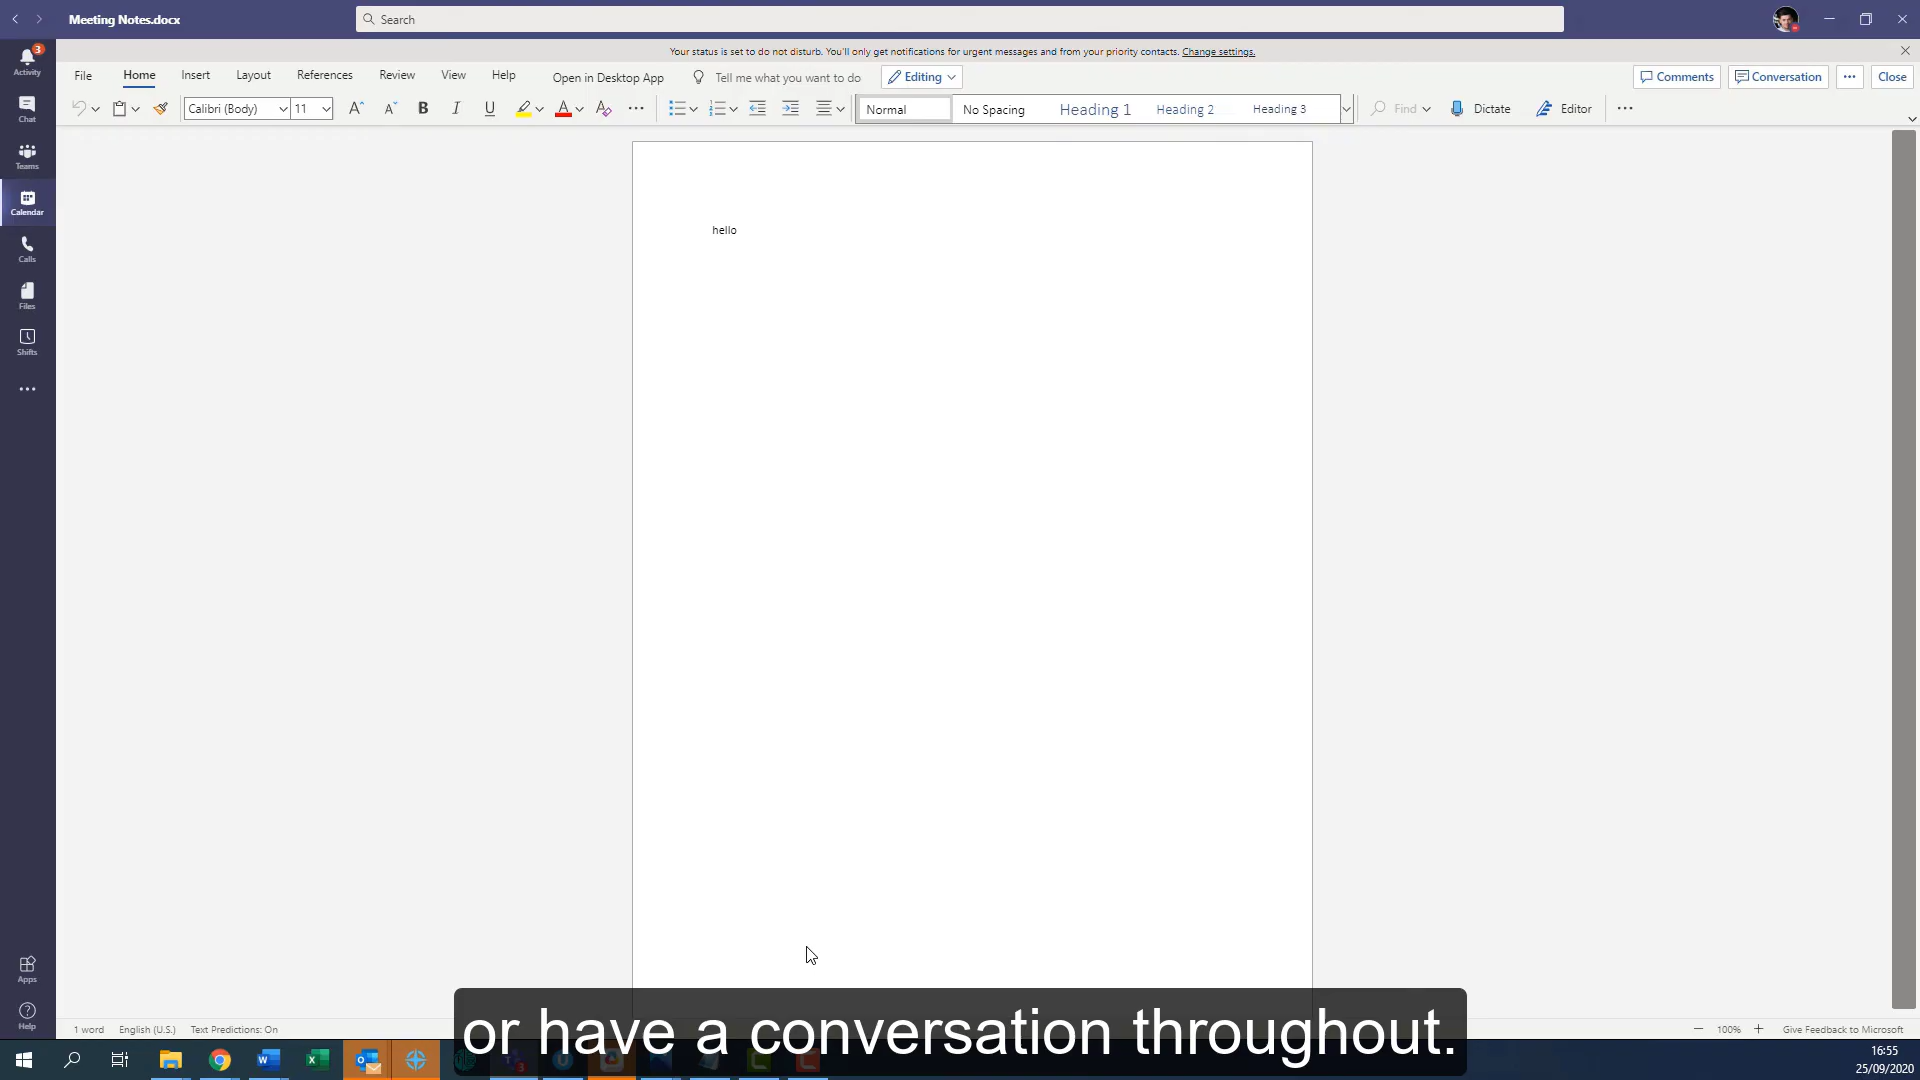 Meeting Notes.docx
Search
Your status is set to do not disturb. You'll only get notifications for urgent messages and from your priority contacts. Change settings.
File Home Insert Layout References Review View Help Open in Desktop App Tell me what you want to do Editing Comments Conversation ··· Close
Calibri (Body) 11 A A B I U A A ··· Normal No Spacing Heading 1 Heading 2 Heading 3 Find Dictate Editor ···
3
Activity
Chat
Teams
Calendar
Calls
Files
Shifts
···
Apps
Help
hello
1 word English (U.S.) Text Predictions: On
100% Give Feedback to Microsoft
or have a conversation throughout.
16:55
25/09/2020